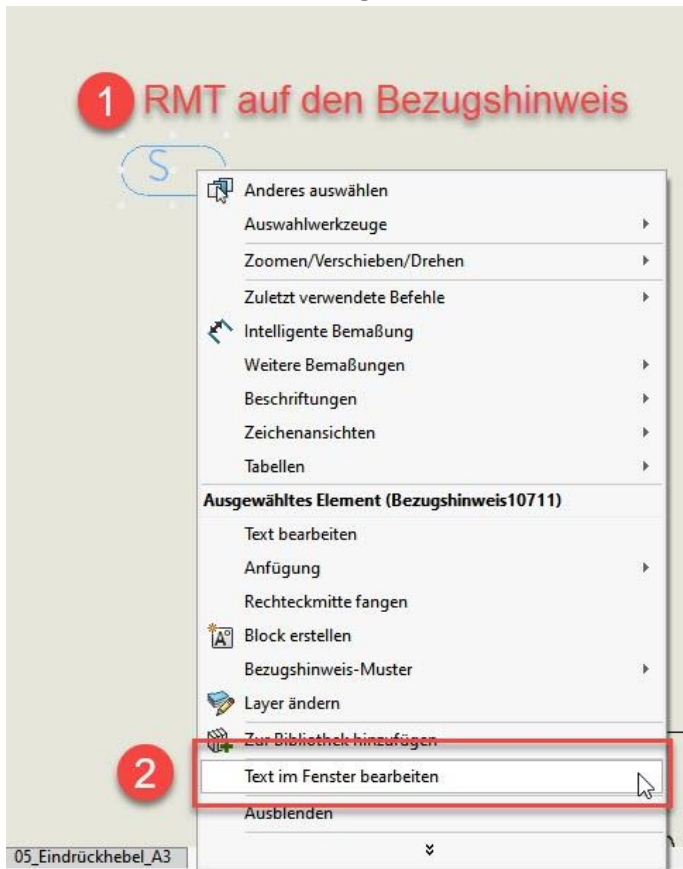 1 RMT auf den Bezugshinweis
S
Anderes auswählen
Auswahlwerkzeuge
Zoomen/Verschieben/Drehen
Zuletzt verwendete Befehle
Intelligente Bemaßung
Weitere Bemaßungen
Beschriftungen
Zeichenansichten
Tabellen
Ausgewähltes Element (Bezugshinweis10711)
Text bearbeiten
Anfügung
Rechteckmitte fangen
Block erstellen
Bezugshinweis-Muster
Layer ändern
Zur Bibliothek hinzufügen
2 Text im Fenster bearbeiten
Ausblenden
05_Eindrückhebel_A3